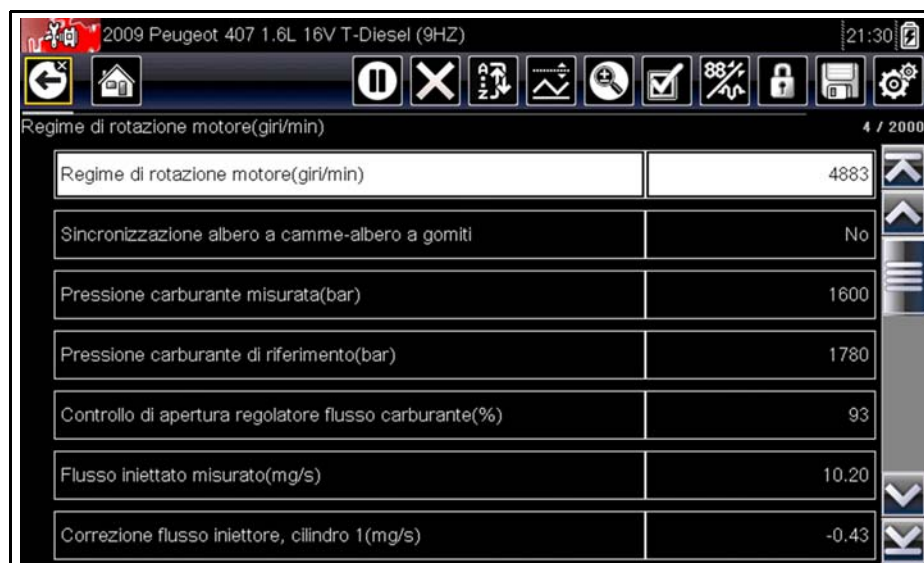 2009 Peugeot 407 1.6L 16V T-Diesel (9HZ) 21:30
Regime di rotazione motore(giri/min) 4 / 2000
Regime di rotazione motore(giri/min) 4883
Sincronizzazione albero a camme-albero a gomiti No
Pressione carburante misurata(bar) 1600
Pressione carburante di riferimento(bar) 1780
Controllo di apertura regolatore flusso carburante(%) 93
Flusso iniettato misurato(mg/s) 10.20
Correzione flusso iniettore, cilindro 1(mg/s) -0.43